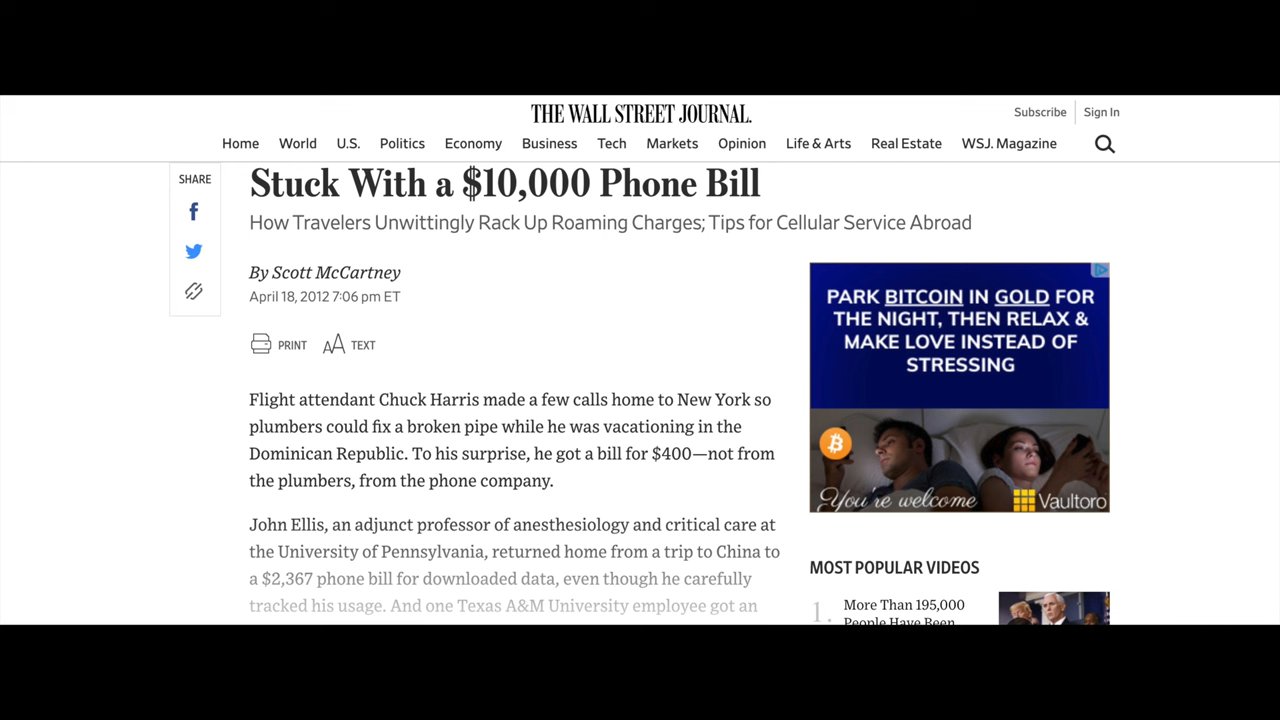 THE WALL STREET JOURNAL.
Subscribe
Sign In
Home World U.S. Politics Economy Business Tech Markets Opinion Life & Arts Real Estate WSJ. Magazine
SHARE
Stuck With a $10,000 Phone Bill
How Travelers Unwittingly Rack Up Roaming Charges; Tips for Cellular Service Abroad
By Scott McCartney
April 18, 2012 7:06 pm ET
PRINT
TEXT
Flight attendant Chuck Harris made a few calls home to New York so
plumbers could fix a broken pipe while he was vacationing in the
Dominican Republic. To his surprise, he got a bill for $400—not from
the plumbers, from the phone company.
John Ellis, an adjunct professor of anesthesiology and critical care at
the University of Pennsylvania, returned home from a trip to China to
a $2,367 phone bill for downloaded data, even though he carefully
tracked his usage. And one Texas A&M University employee got an
PARK BITCOIN IN GOLD FOR
THE NIGHT, THEN RELAX &
MAKE LOVE INSTEAD OF
STRESSING
You're welcome
Vaultoro
MOST POPULAR VIDEOS
1.
More Than 195,000
People Have Been